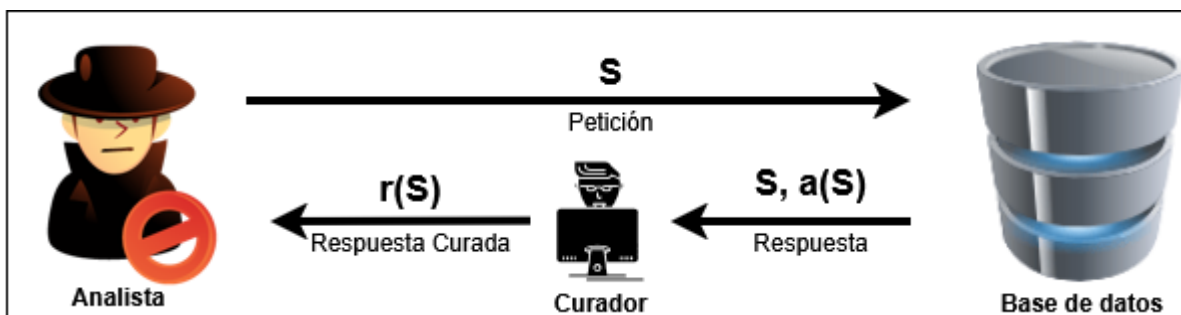 S
Petición
r(S)
Respuesta Curada
S, a(S)
Respuesta
Analista
Curador
Base de datos